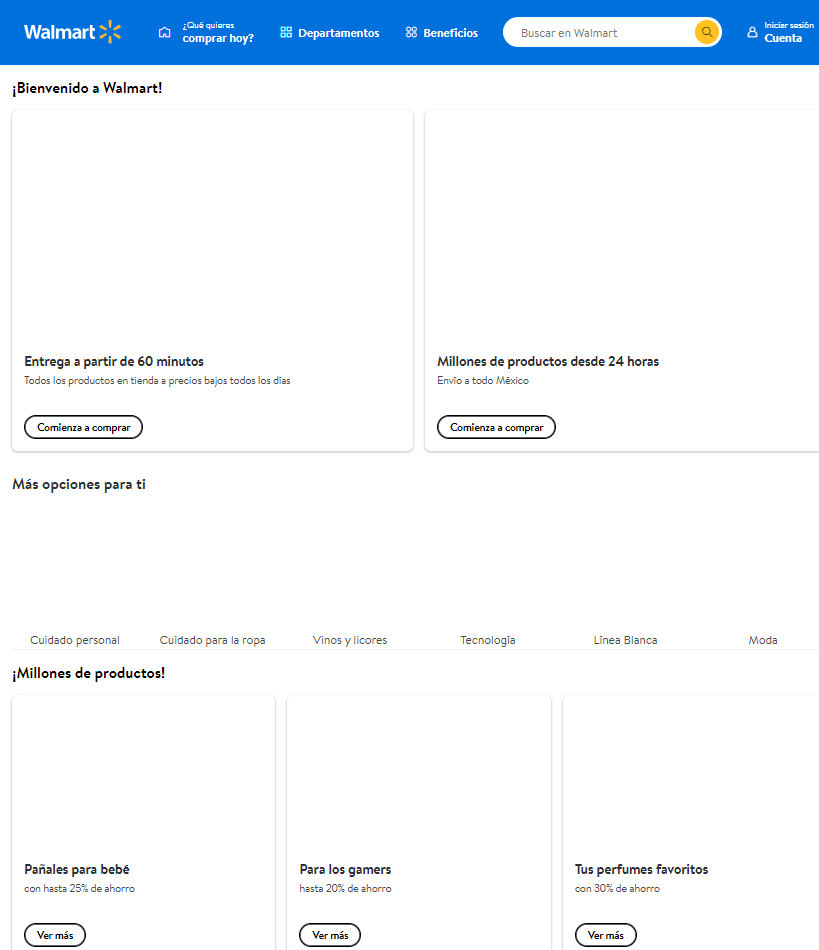 Walmart
¿Qué quieres
comprar hoy?
Departamentos
Beneficios
Buscar en Walmart
Iniciar sesión
Cuenta
¡Bienvenido a Walmart!
Entrega a partir de 60 minutos
Todos los productos en tienda a precios bajos todos los días
Comienza a comprar
Millones de productos desde 24 horas
Envío a todo México
Comienza a comprar
Más opciones para ti
Cuidado personal
Cuidado para la ropa
Vinos y licores
Tecnología
Línea Blanca
Moda
¡Millones de productos!
Pañales para bebé
con hasta 25% de ahorro
Ver más
Para los gamers
hasta 20% de ahorro
Ver más
Tus perfumes favoritos
con 30% de ahorro
Ver más